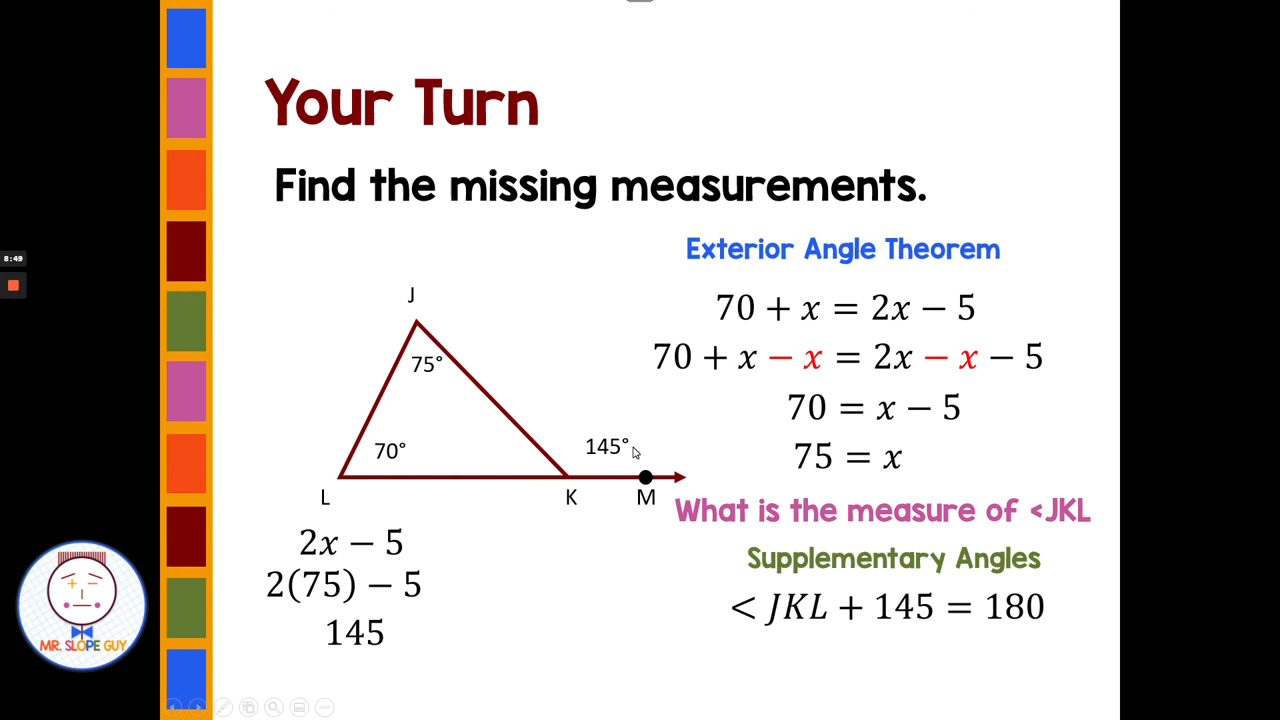 8:49
Your Turn
Find the missing measurements.
Exterior Angle Theorem
70 + x = 2x − 5
70 + x − x = 2x − x − 5
70 = x − 5
75 = x
What is the measure of <JKL
Supplementary Angles
< JKL + 145 = 180
J
75°
70°
145°
L
K
M
2x − 5
2(75) − 5
145
MR. SLOPE GUY